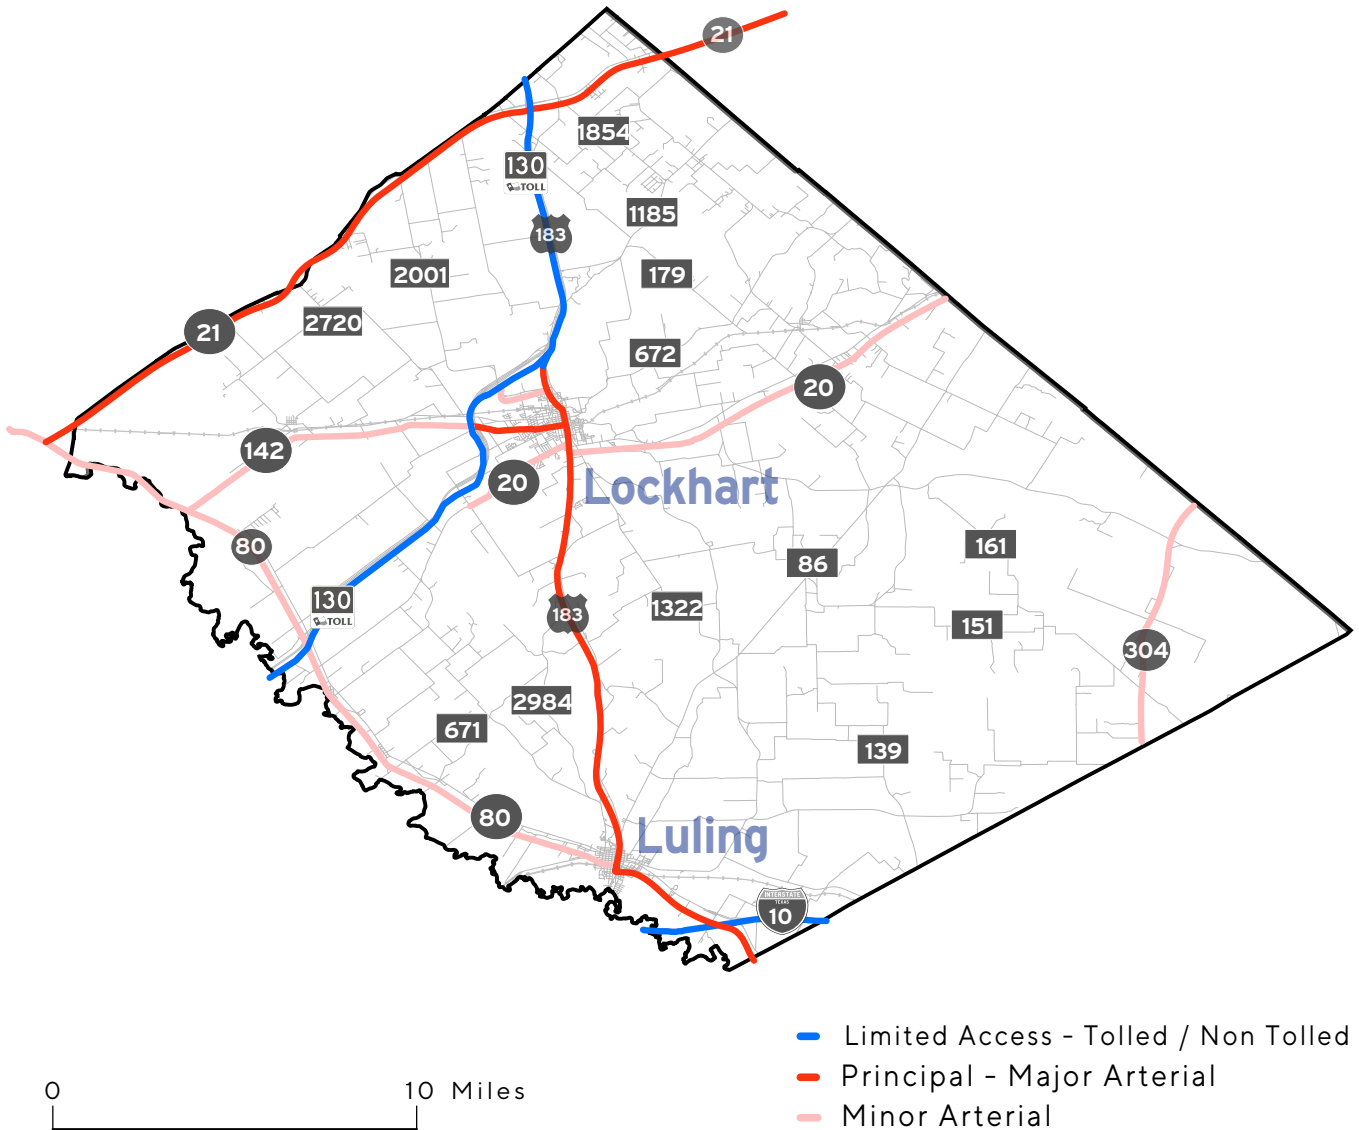 21
1854
130
TOLL
1185
183
2001
179
2720
21
672
20
142
20
Lockhart
80
161
86
130
TOLL
1322
183
151
304
2984
671
139
80
Luling
INTERSTATE
TEXAS
10
Limited Access - Tolled / Non Tolled
Principal - Major Arterial
Minor Arterial
0 10 Miles